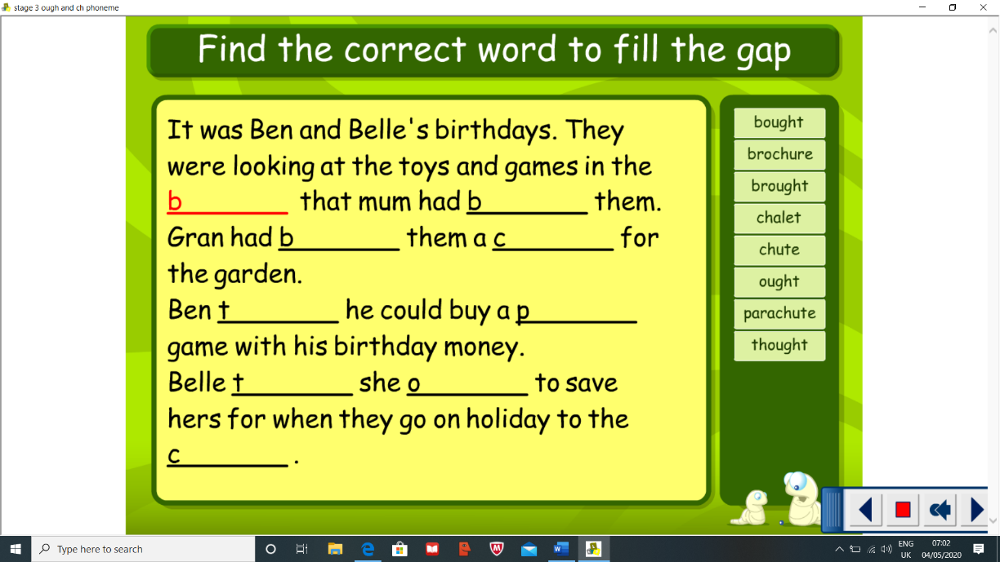 stage 3 ough and ch phoneme
Find the correct word to fill the gap
It was Ben and Belle's birthdays. They
were looking at the toys and games in the
b________ that mum had b________ them.
Gran had b________ them a c________ for
the garden.
Ben t________ he could buy a p________
game with his birthday money.
Belle t________ she o________ to save
hers for when they go on holiday to the
c________ .
bought
brochure
brought
chalet
chute
ought
parachute
thought
Type here to search
ENG
UK
07:02
04/05/2020